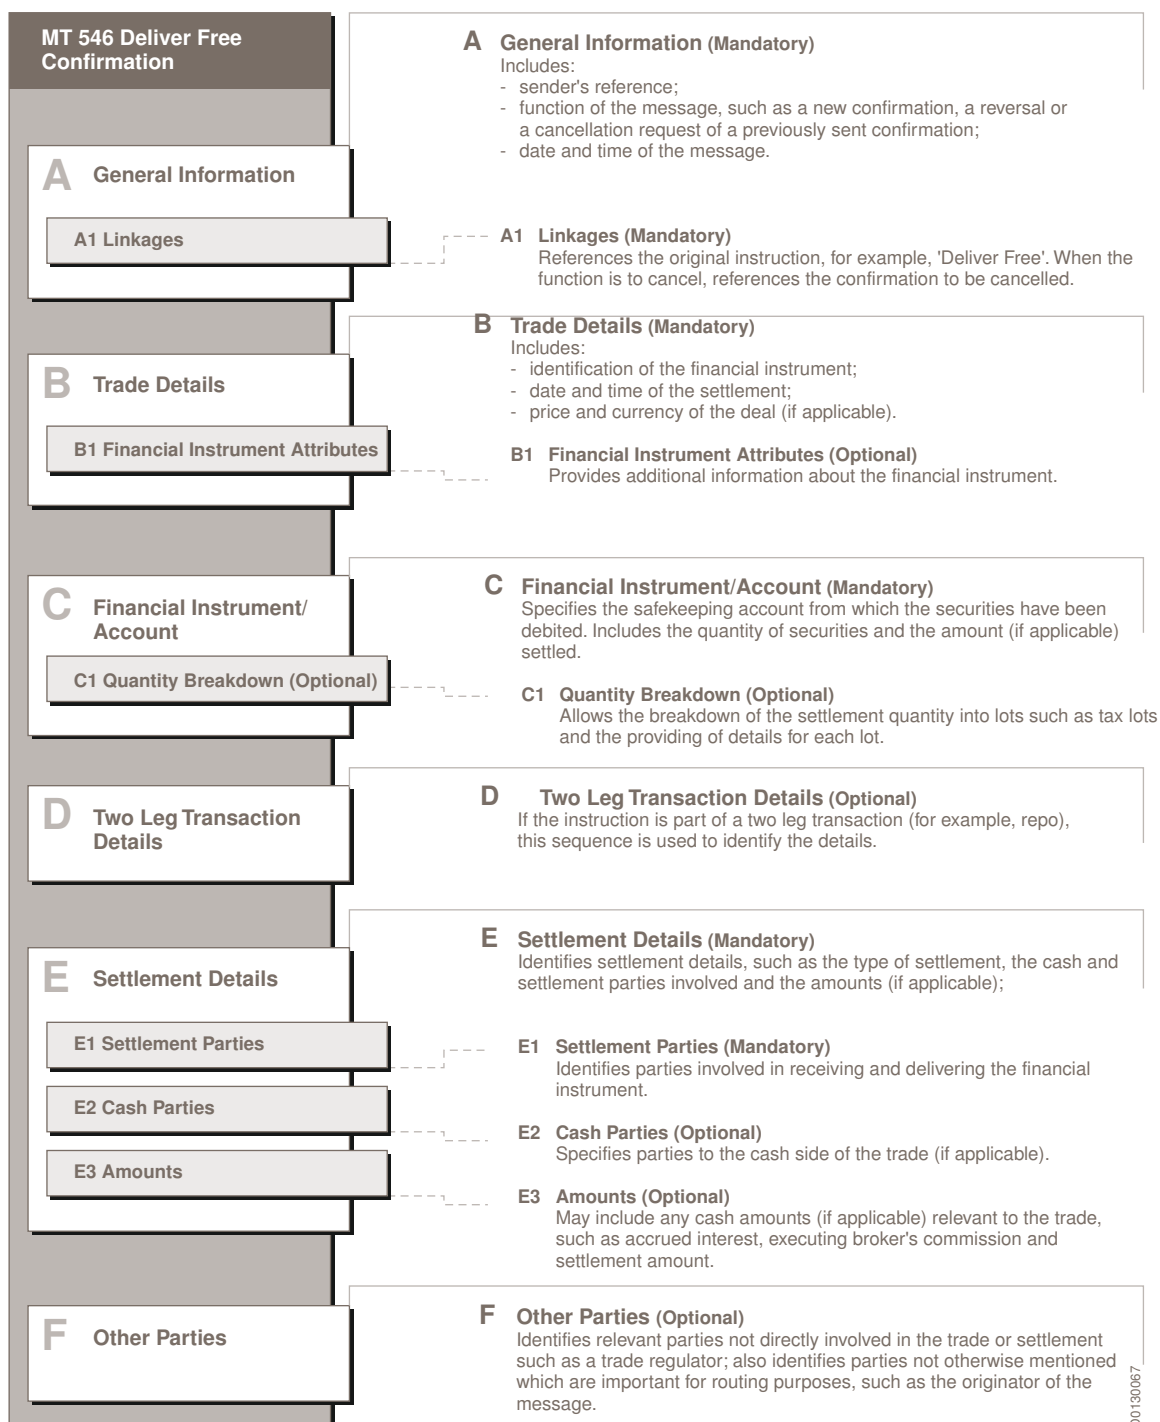 MT 546 Deliver Free
Confirmation
A General Information (Mandatory)
Includes:
- sender's reference;
- function of the message, such as a new confirmation, a reversal or
a cancellation request of a previously sent confirmation;
- date and time of the message.
A General Information
A1 Linkages
A1 Linkages (Mandatory)
References the original instruction, for example, 'Deliver Free'. When the
function is to cancel, references the confirmation to be cancelled.
B Trade Details (Mandatory)
Includes:
- identification of the financial instrument;
- date and time of the settlement;
- price and currency of the deal (if applicable).
B Trade Details
B1 Financial Instrument Attributes
B1 Financial Instrument Attributes (Optional)
Provides additional information about the financial instrument.
C Financial Instrument/Account (Mandatory)
Specifies the safekeeping account from which the securities have been
debited. Includes the quantity of securities and the amount (if applicable)
settled.
C Financial Instrument/
Account
C1 Quantity Breakdown (Optional)
C1 Quantity Breakdown (Optional)
Allows the breakdown of the settlement quantity into lots such as tax lots
and the providing of details for each lot.
D Two Leg Transaction
Details
D Two Leg Transaction Details (Optional)
If the instruction is part of a two leg transaction (for example, repo),
this sequence is used to identify the details.
E Settlement Details (Mandatory)
Identifies settlement details, such as the type of settlement, the cash and
settlement parties involved and the amounts (if applicable);
E Settlement Details
E1 Settlement Parties
E1 Settlement Parties (Mandatory)
Identifies parties involved in receiving and delivering the financial
instrument.
E2 Cash Parties
E2 Cash Parties (Optional)
Specifies parties to the cash side of the trade (if applicable).
E3 Amounts
E3 Amounts (Optional)
May include any cash amounts (if applicable) relevant to the trade,
such as accrued interest, executing broker's commission and
settlement amount.
F Other Parties
F Other Parties (Optional)
Identifies relevant parties not directly involved in the trade or settlement
such as a trade regulator; also identifies parties not otherwise mentioned
which are important for routing purposes, such as the originator of the
message.